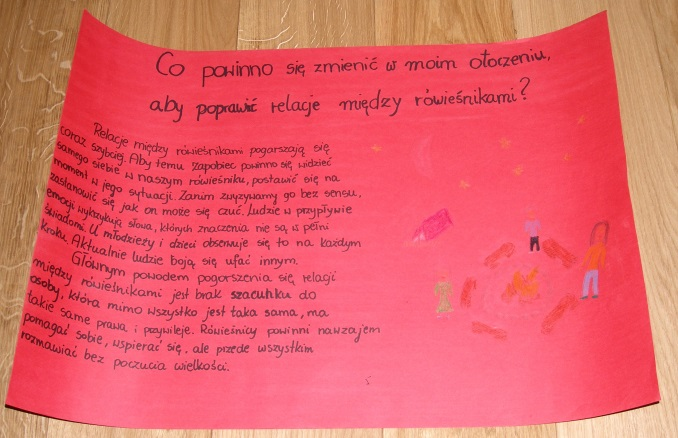 Co powinno się zmienić w moim otoczeniu,
aby poprawić relacje między rówieśnikami?
Relacje między rówieśnikami pogarszają się
coraz szybciej. Aby temu zapobiec powinno się widzieć
samego siebie w naszym rówieśniku, postawić się na
moment w jego sytuacji. Zanim zwyzywamy go bez sensu,
zastanowić się jak on może się czuć. Ludzie w przypływie
emocji wykrzykują słowa, których znaczenia nie są w pełni
świadomi. U młodzieży i dzieci obserwuje się to na każdym
kroku. Aktualnie ludzie boją się ufać innym.
Głównym powodem pogorszenia się relacji
między rówieśnikami jest brak szacunku do
osoby, która mimo wszystko jest taka sama, ma
takie same prawa i przywileje. Rówieśnicy powinni nawzajem
pomagać sobie, wspierać się, ale przede wszystkim
rozmawiać bez poczucia wielkości.